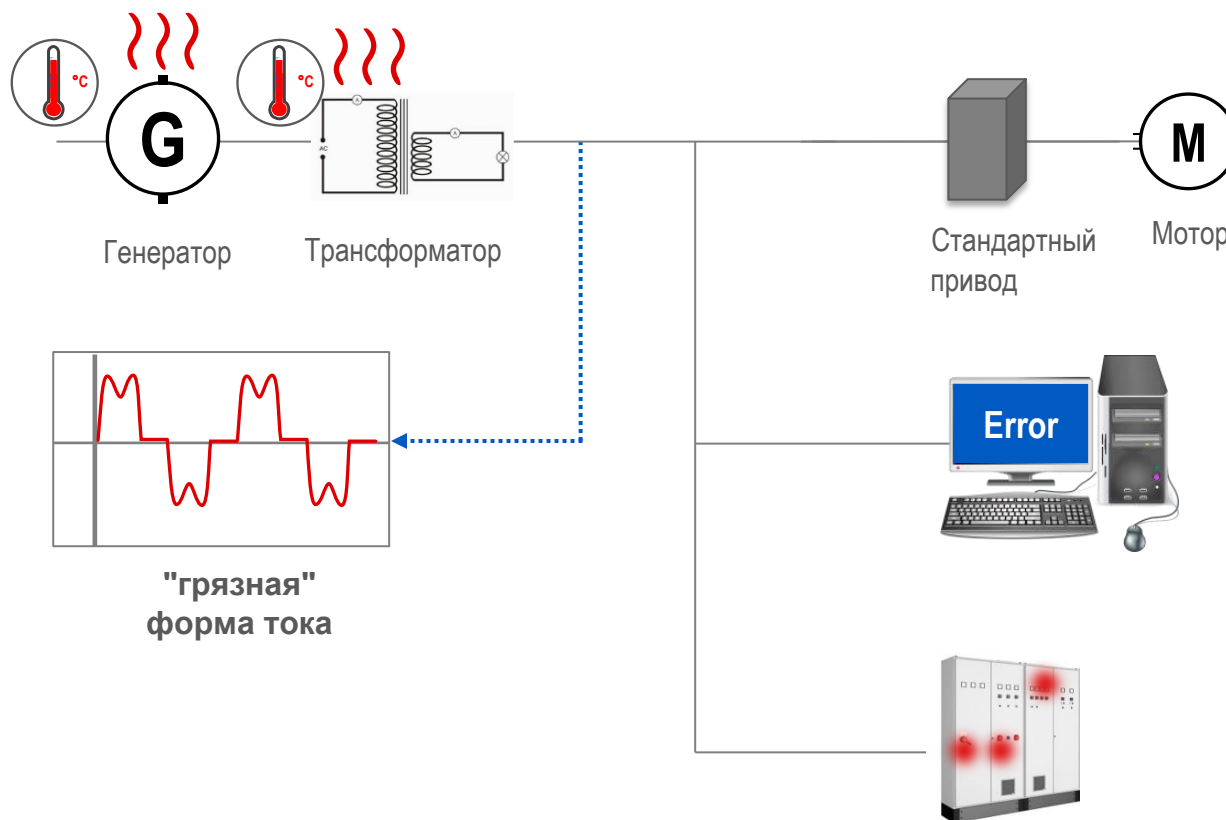 °C
°C
G
A
A
AC
M
Генератор
Трансформатор
Стандартный
привод
Мотор
Error
"грязная"
форма тока